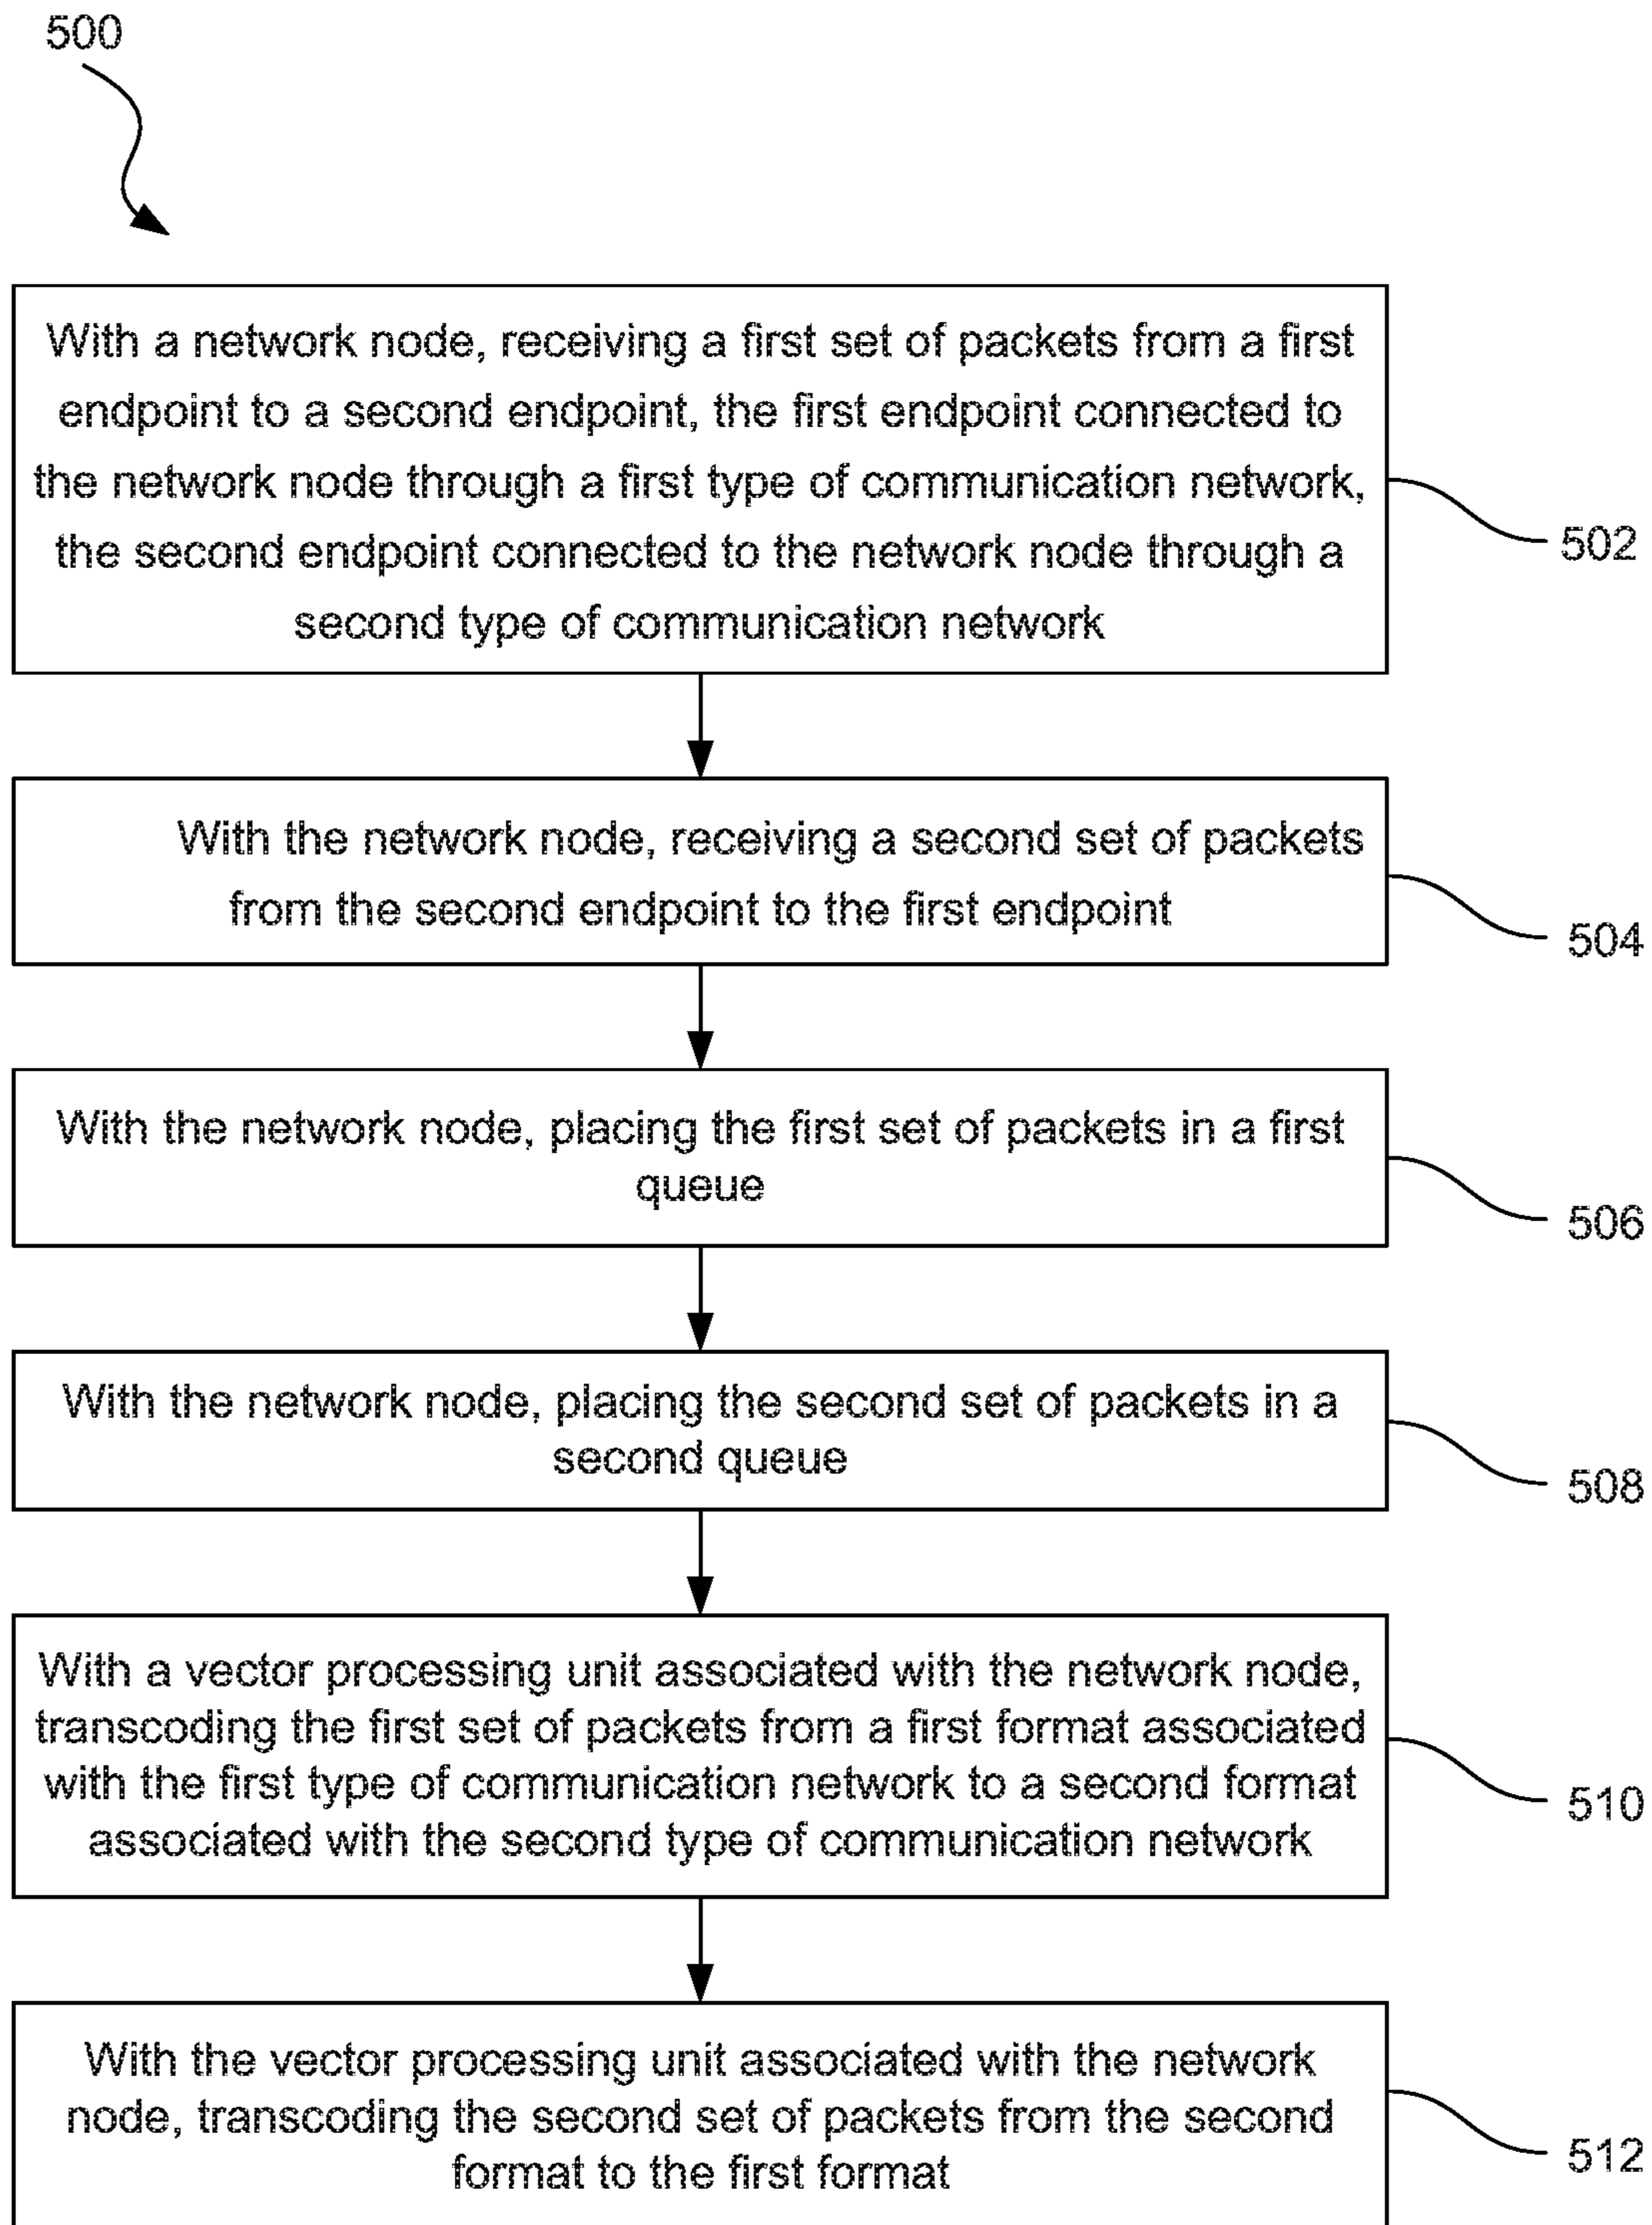 500
With a network node, receiving a first set of packets from a first
endpoint to a second endpoint, the first endpoint connected to
the network node through a first type of communication network,
the second endpoint connected to the network node through a
second type of communication network
502
With the network node, receiving a second set of packets
from the second endpoint to the first endpoint
504
With the network node, placing the first set of packets in a first
queue
506
With the network node, placing the second set of packets in a
second queue
508
With a vector processing unit associated with the network node,
transcoding the first set of packets from a first format associated
with the first type of communication network to a second format
associated with the second type of communication network
510
With the vector processing unit associated with the network
node, transcoding the second set of packets from the second
format to the first format
512